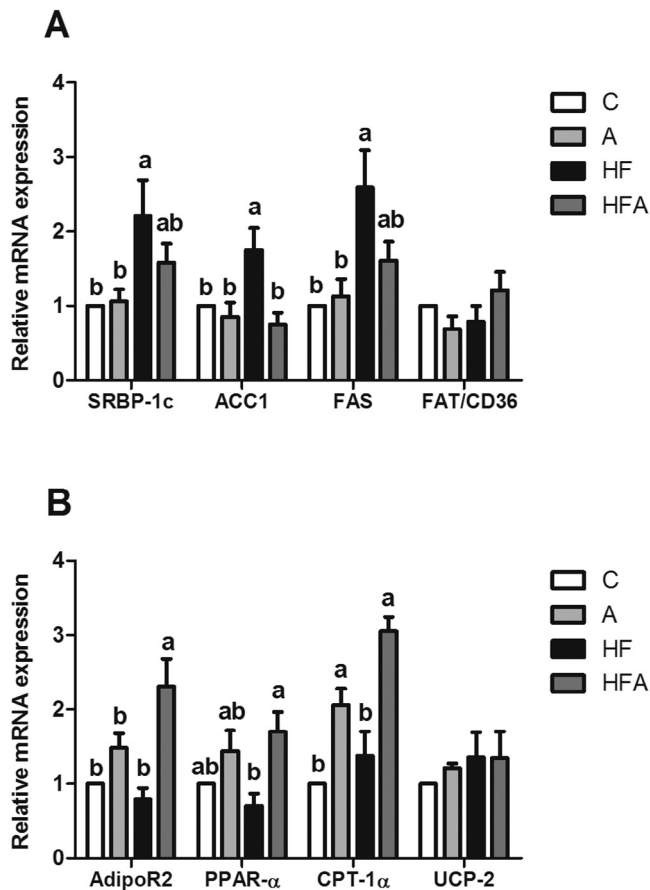 A
Relative mRNA expression
4
3
2
1
0
b b a ab
b b a b
b b a ab
SRBP-1c ACC1 FAS FAT/CD36
C
A
HF
HFA
B
Relative mRNA expression
4
3
2
1
0
b b b a
ab ab b a
b a b a
AdipoR2 PPAR-α CPT-1α UCP-2
C
A
HF
HFA